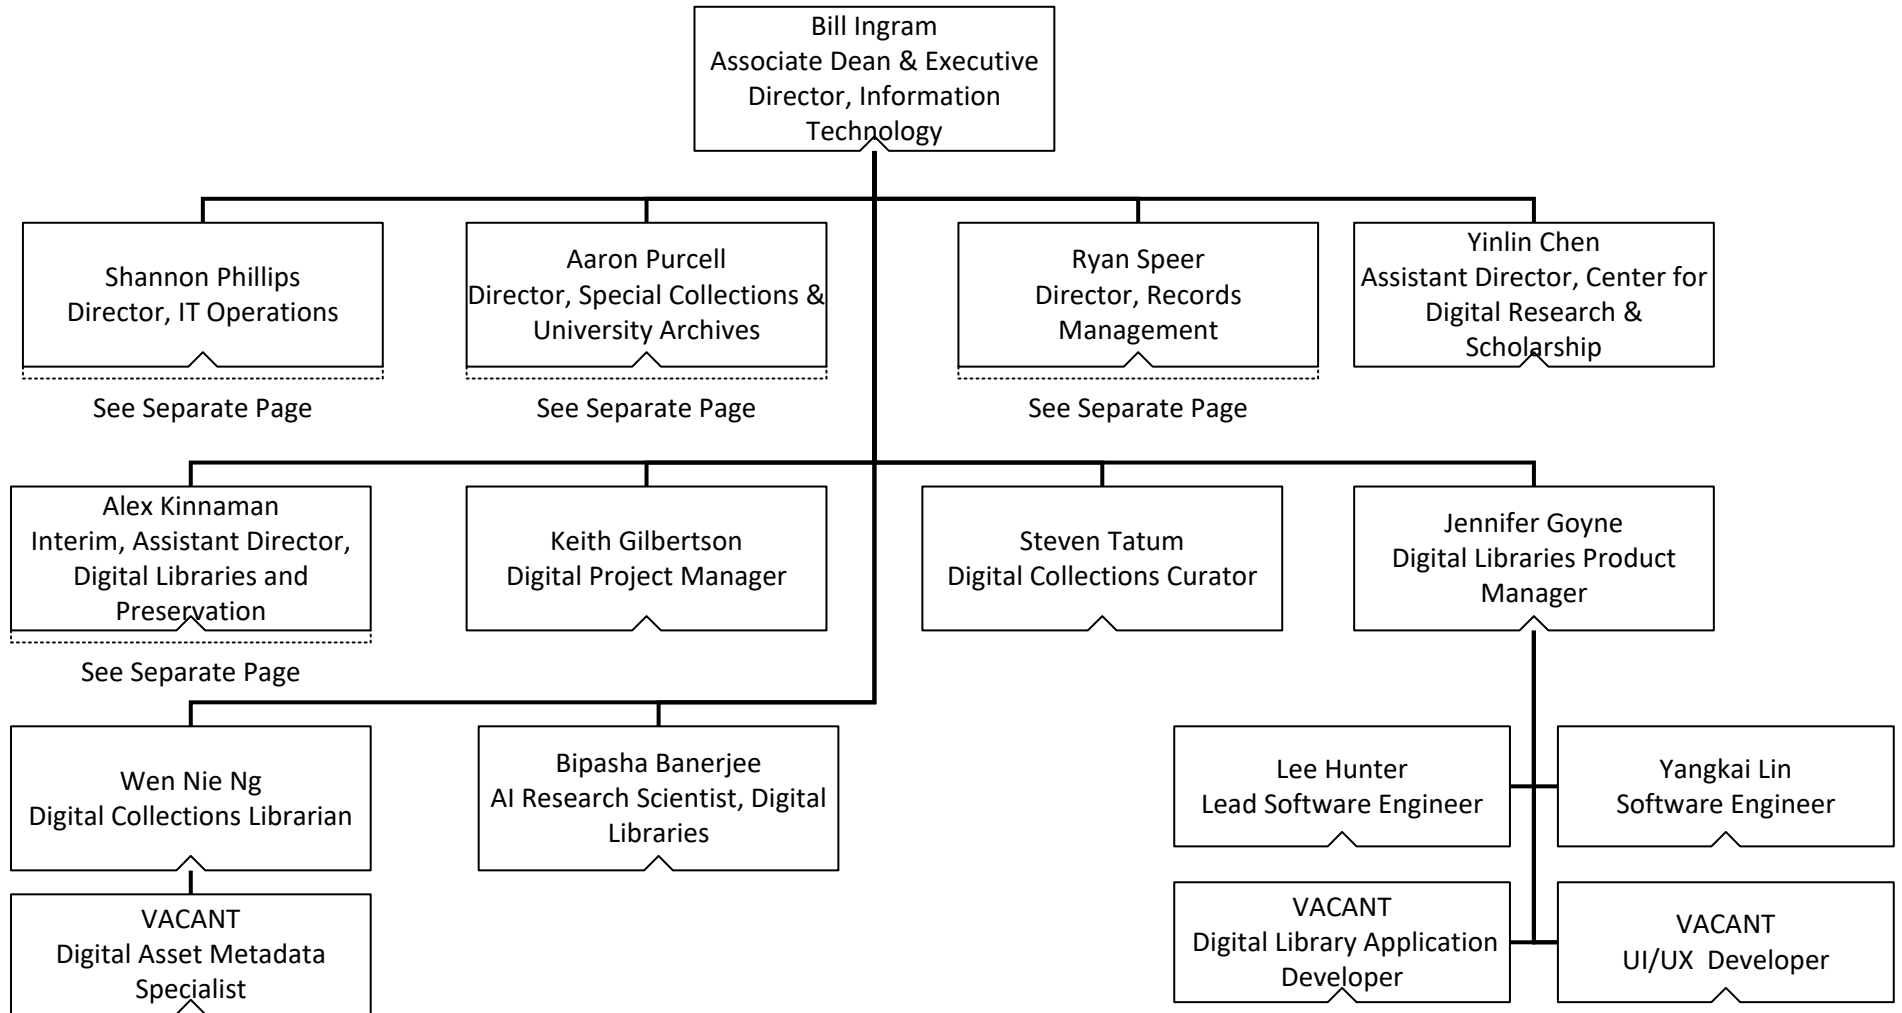 Bill Ingram
Associate Dean & Executive
Director, Information
Technology
Shannon Phillips
Director, IT Operations
See Separate Page
Aaron Purcell
Director, Special Collections &
University Archives
See Separate Page
Ryan Speer
Director, Records
Management
See Separate Page
Yinlin Chen
Assistant Director, Center for
Digital Research &
Scholarship
Alex Kinnaman
Interim, Assistant Director,
Digital Libraries and
Preservation
See Separate Page
Keith Gilbertson
Digital Project Manager
Steven Tatum
Digital Collections Curator
Jennifer Goyne
Digital Libraries Product
Manager
Wen Nie Ng
Digital Collections Librarian
Bipasha Banerjee
AI Research Scientist, Digital
Libraries
Lee Hunter
Lead Software Engineer
Yangkai Lin
Software Engineer
VACANT
Digital Asset Metadata
Specialist
VACANT
Digital Library Application
Developer
VACANT
UI/UX  Developer